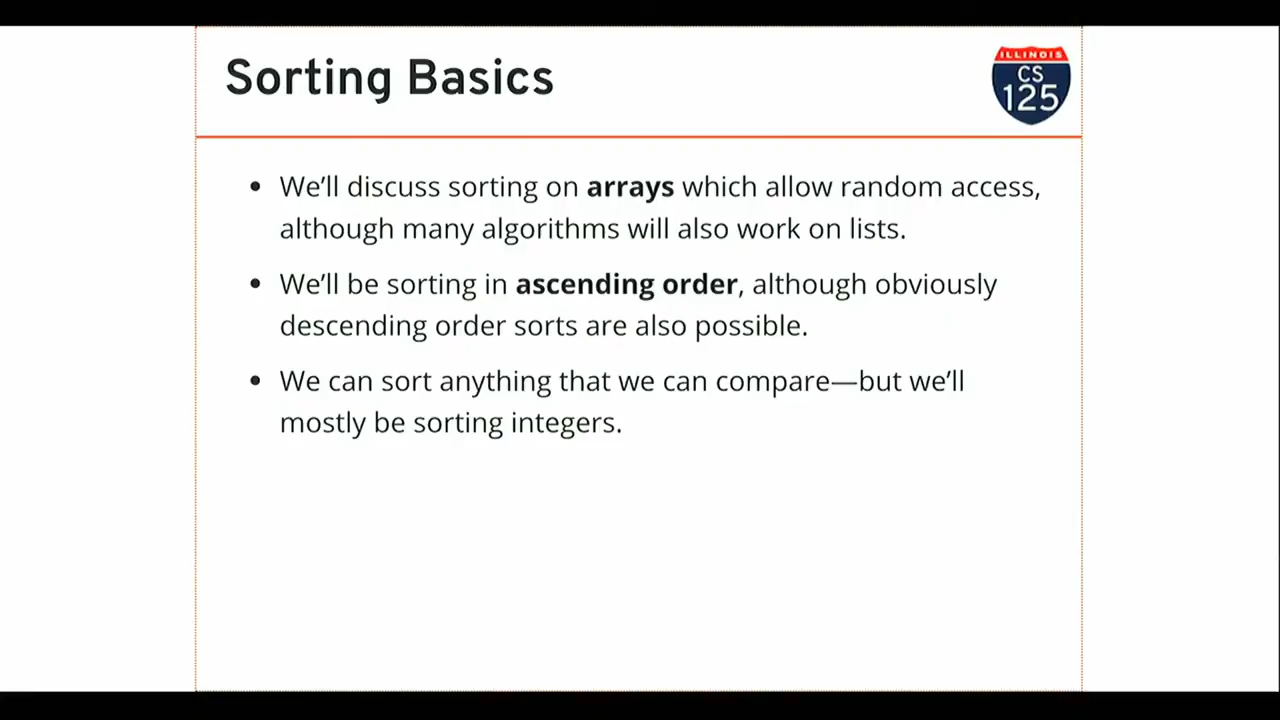 Sorting Basics
ILLINOIS
CS
125
We’ll discuss sorting on arrays which allow random access,
although many algorithms will also work on lists.
We’ll be sorting in ascending order, although obviously
descending order sorts are also possible.
We can sort anything that we can compare—but we’ll
mostly be sorting integers.